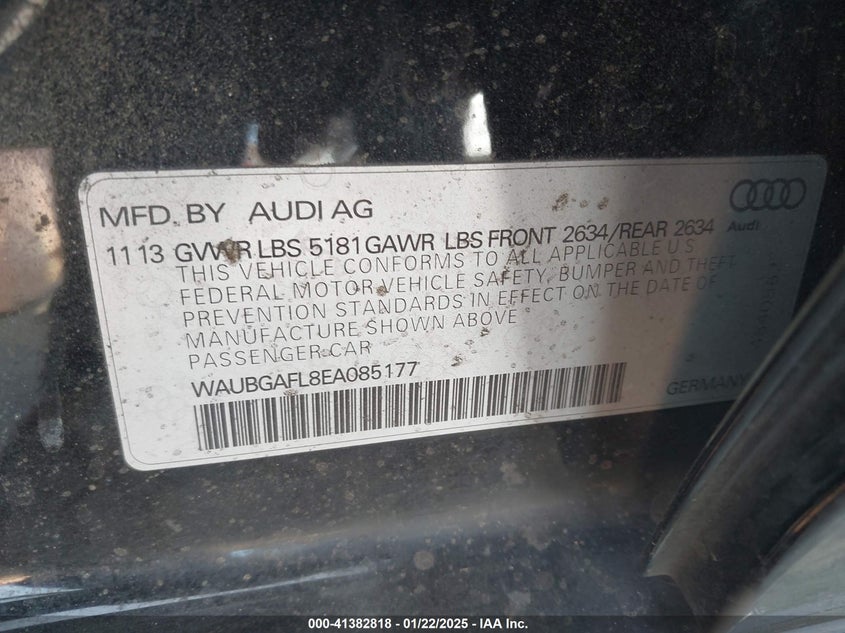 MFD. BY AUDI AG
Audi
11 13 GVWR LBS 5181 GAWR LBS FRONT 2634/REAR 2634
THIS VEHICLE CONFORMS TO ALL APPLICABLE U.S.
FEDERAL MOTOR VEHICLE SAFETY, BUMPER AND THEFT
PREVENTION STANDARDS IN EFFECT ON THE DATE OF
MANUFACTURE SHOWN ABOVE
PASSENGER CAR
WAUBGAFL8EA085177
GERMANY
000-41382818 - 01/22/2025 - IAA Inc.